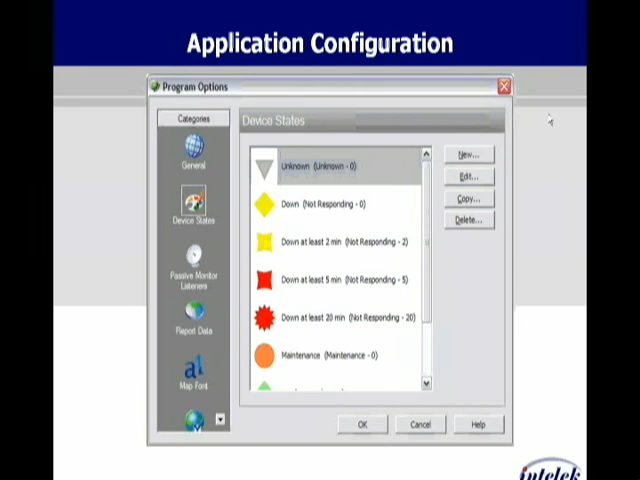 Application Configuration
Program Options
Categories
Device States
General
Unknown (Unknown - 0)
New...
Edit...
Device States
Down (Not Responding - 0)
Copy...
Delete...
Down at least 2 min (Not Responding - 2)
Passive Monitor
Listeners
Down at least 5 min (Not Responding - 5)
Report Data
Down at least 20 min (Not Responding - 20)
Maintenance (Maintenance - 0)
Map Font
OK
Cancel
Help
intelek